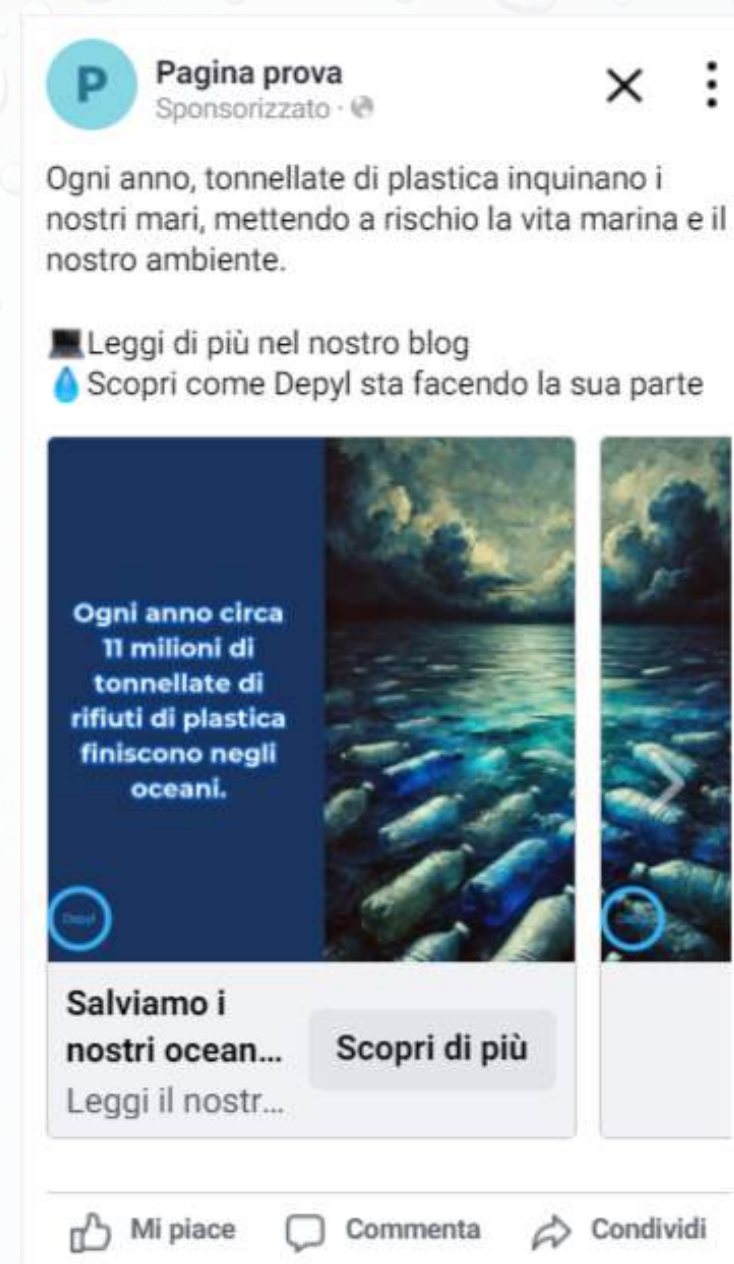 P
Pagina prova
Sponsorizzato ·
Ogni anno, tonnellate di plastica inquinano i
nostri mari, mettendo a rischio la vita marina e il
nostro ambiente.
Leggi di più nel nostro blog
Scopri come Depyl sta facendo la sua parte
Ogni anno circa
11 milioni di
tonnellate di
rifiuti di plastica
finiscono negli
oceani.
Depyl
Salviamo i
nostri ocean...
Leggi il nostr...
Scopri di più
Mi piace
Commenta
Condividi